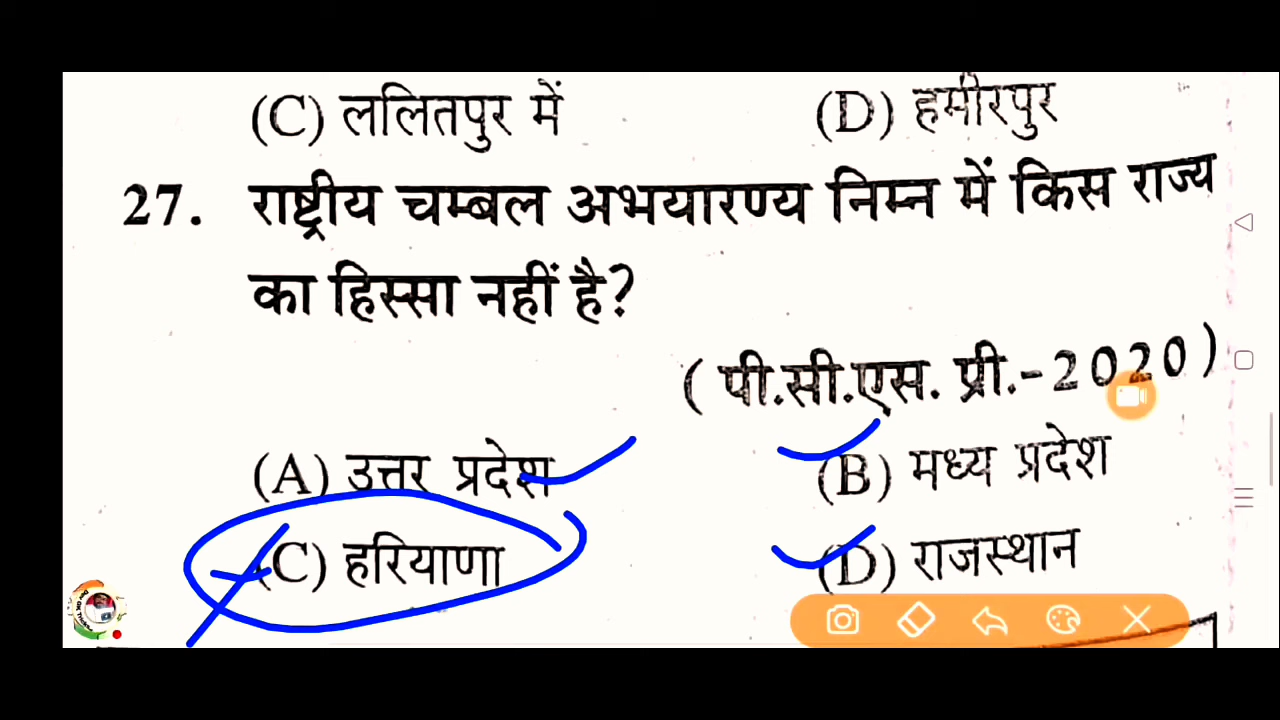 (C) ललितपुर में (D) हमीरपुर
27. राष्ट्रीय चम्बल अभयारण्य निम्न में किस राज्य
का हिस्सा नहीं है?
( पी.सी.एस. प्री.-2020)
(A) उत्तर प्रदेश (B) मध्य प्रदेश
(C) हरियाणा (D) राजस्थान